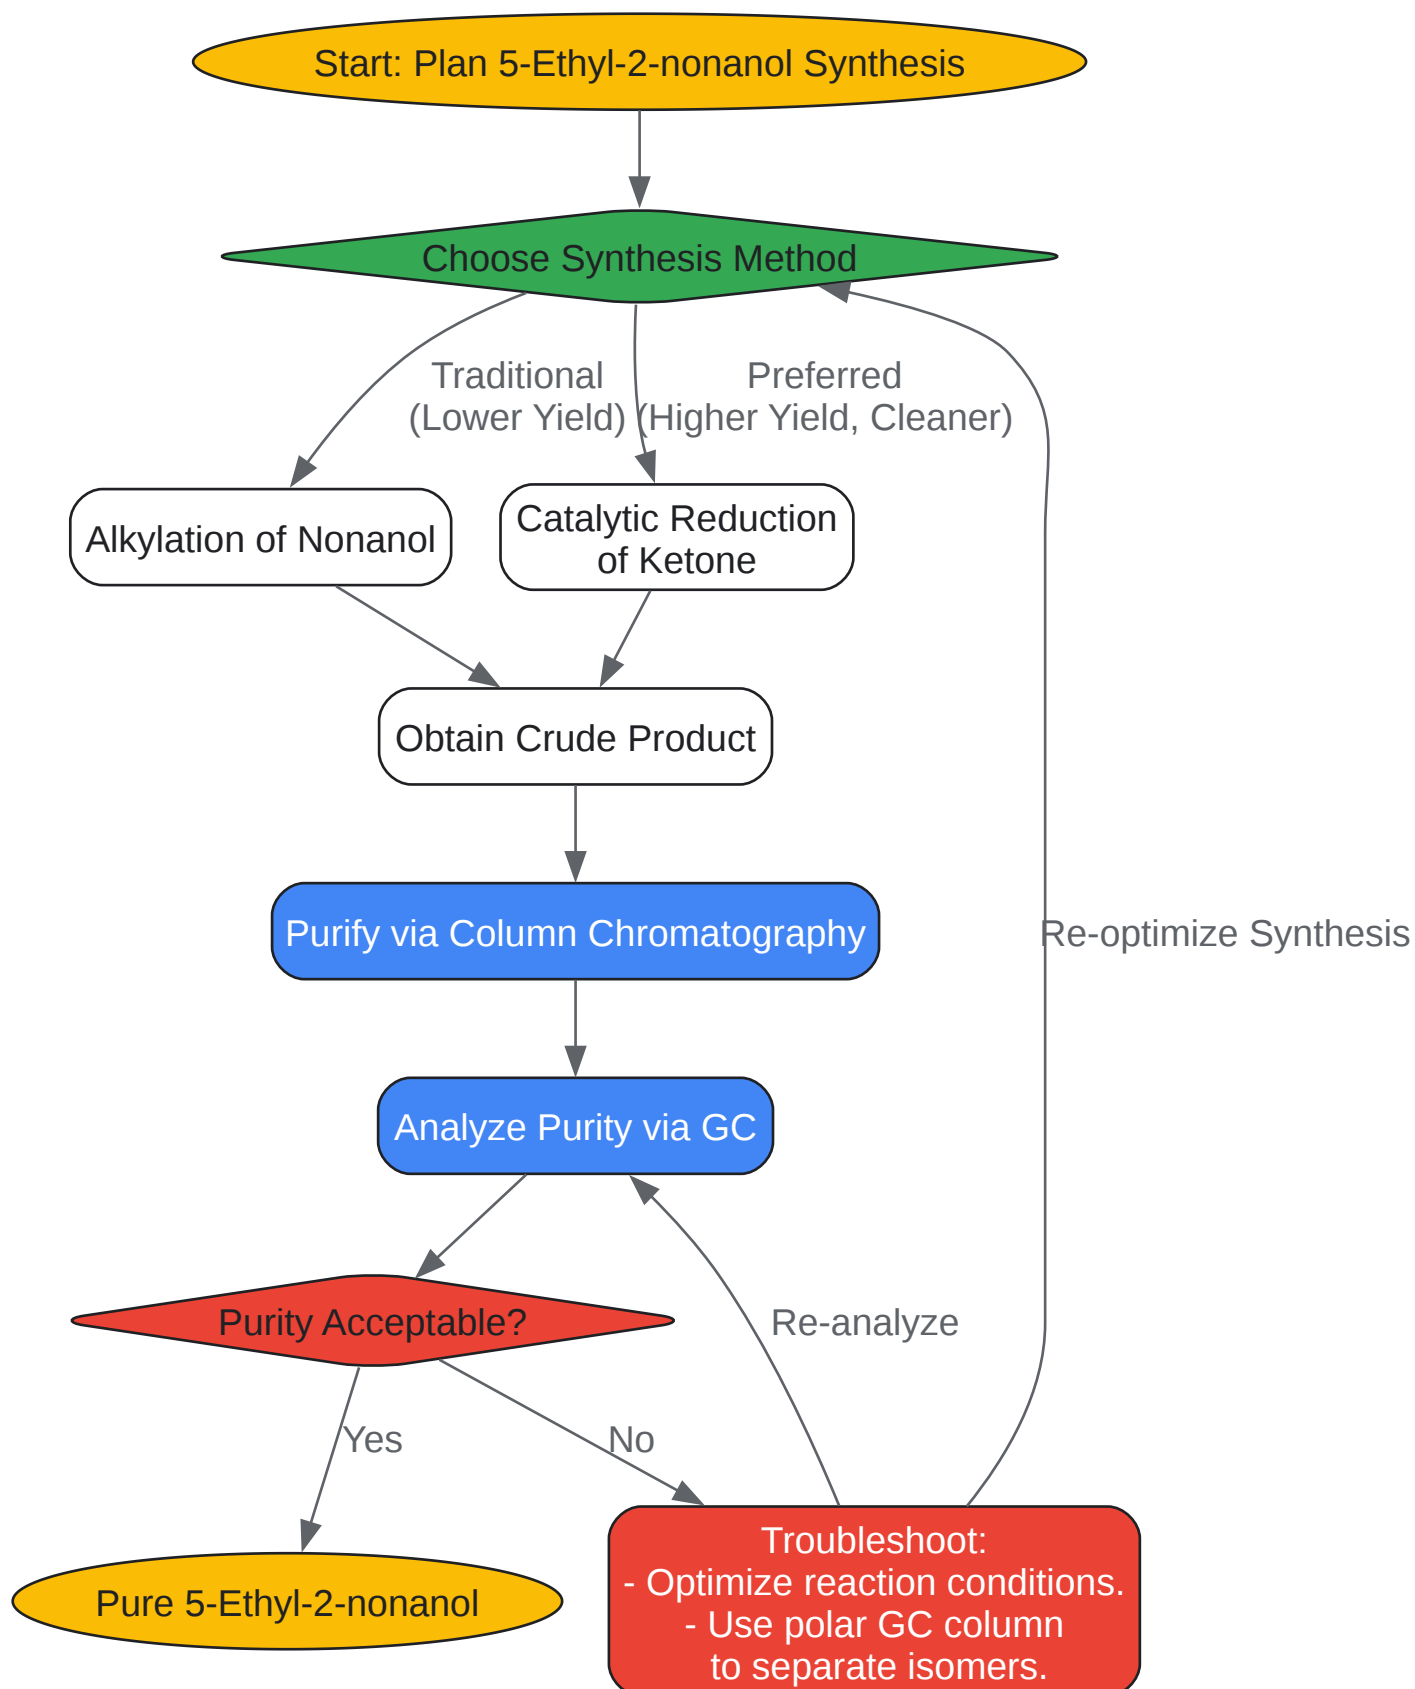 Start: Plan 5-Ethyl-2-nonanol Synthesis
Choose Synthesis Method
Traditional
(Lower Yield)
Preferred
(Higher Yield, Cleaner)
Alkylation of Nonanol
Catalytic Reduction
of Ketone
Obtain Crude Product
Purify via Column Chromatography
Re-optimize Synthesis
Analyze Purity via GC
Purity Acceptable?
Re-analyze
Yes
No
Pure 5-Ethyl-2-nonanol
Troubleshoot:
- Optimize reaction conditions.
- Use polar GC column
to separate isomers.